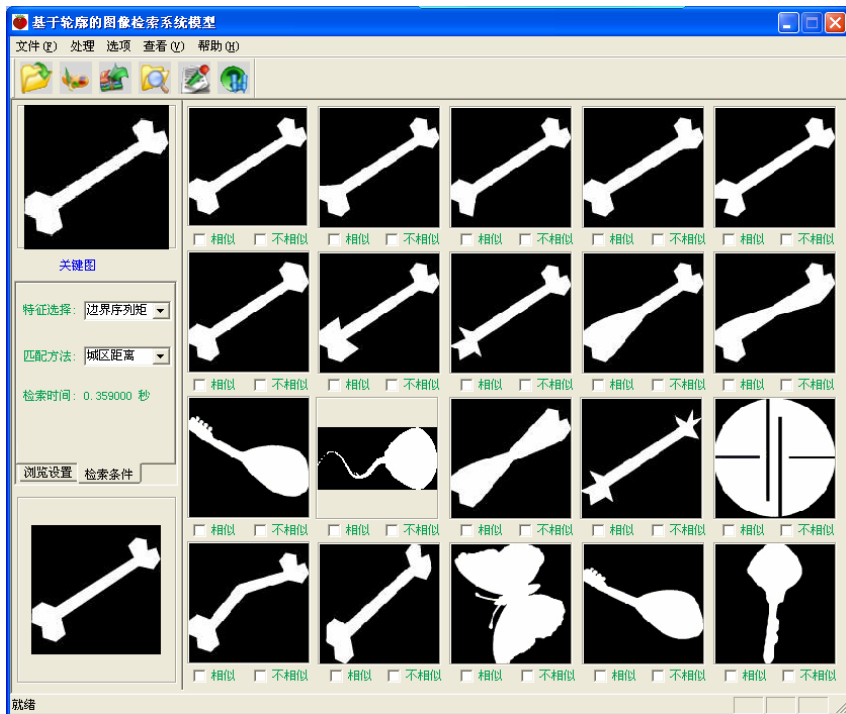 基于轮廓的图像检索系统模型
文件(F) 处理 选项 查看(V) 帮助(H)
相似 不相似 相似 不相似 相似 不相似 相似 不相似 相似 不相似
关键图
特征选择: 边界序列矩
匹配方法: 城区距离
检索时间: 0.359000 秒
相似 不相似 相似 不相似 相似 不相似 相似 不相似 相似 不相似
浏览设置 检索条件
相似 不相似 相似 不相似 相似 不相似 相似 不相似 相似 不相似
相似 不相似 相似 不相似 相似 不相似 相似 不相似 相似 不相似
就绪